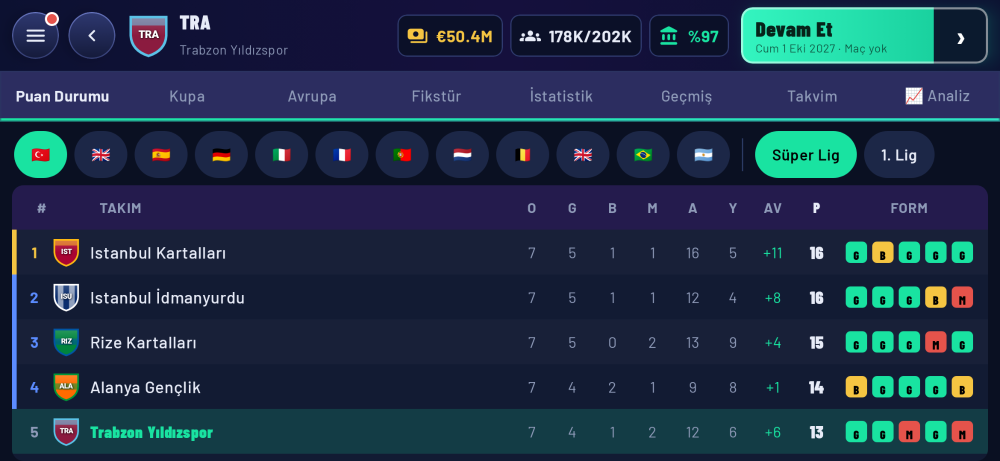 TRA
TRA
Trabzon Yıldızspor
€50.4M
178K/202K
%97
Devam Et
Cum 1 Eki 2027 · Maç yok
Puan Durumu Kupa Avrupa Fikstür İstatistik Geçmiş Takvim Analiz
Süper Lig 1. Lig
# TAKIM O G B M A Y AV P FORM
1 IST Istanbul Kartalları 7 5 1 1 16 5 +11 16 G B G G G
2 ISU Istanbul İdmanyurdu 7 5 1 1 12 4 +8 16 G G G B M
3 RIZ Rize Kartalları 7 5 0 2 13 9 +4 15 G G G M G
4 ALA Alanya Gençlik 7 4 2 1 9 8 +1 14 B G G G B
5 TRA Trabzon Yıldızspor 7 4 1 2 12 6 +6 13 G G M G M